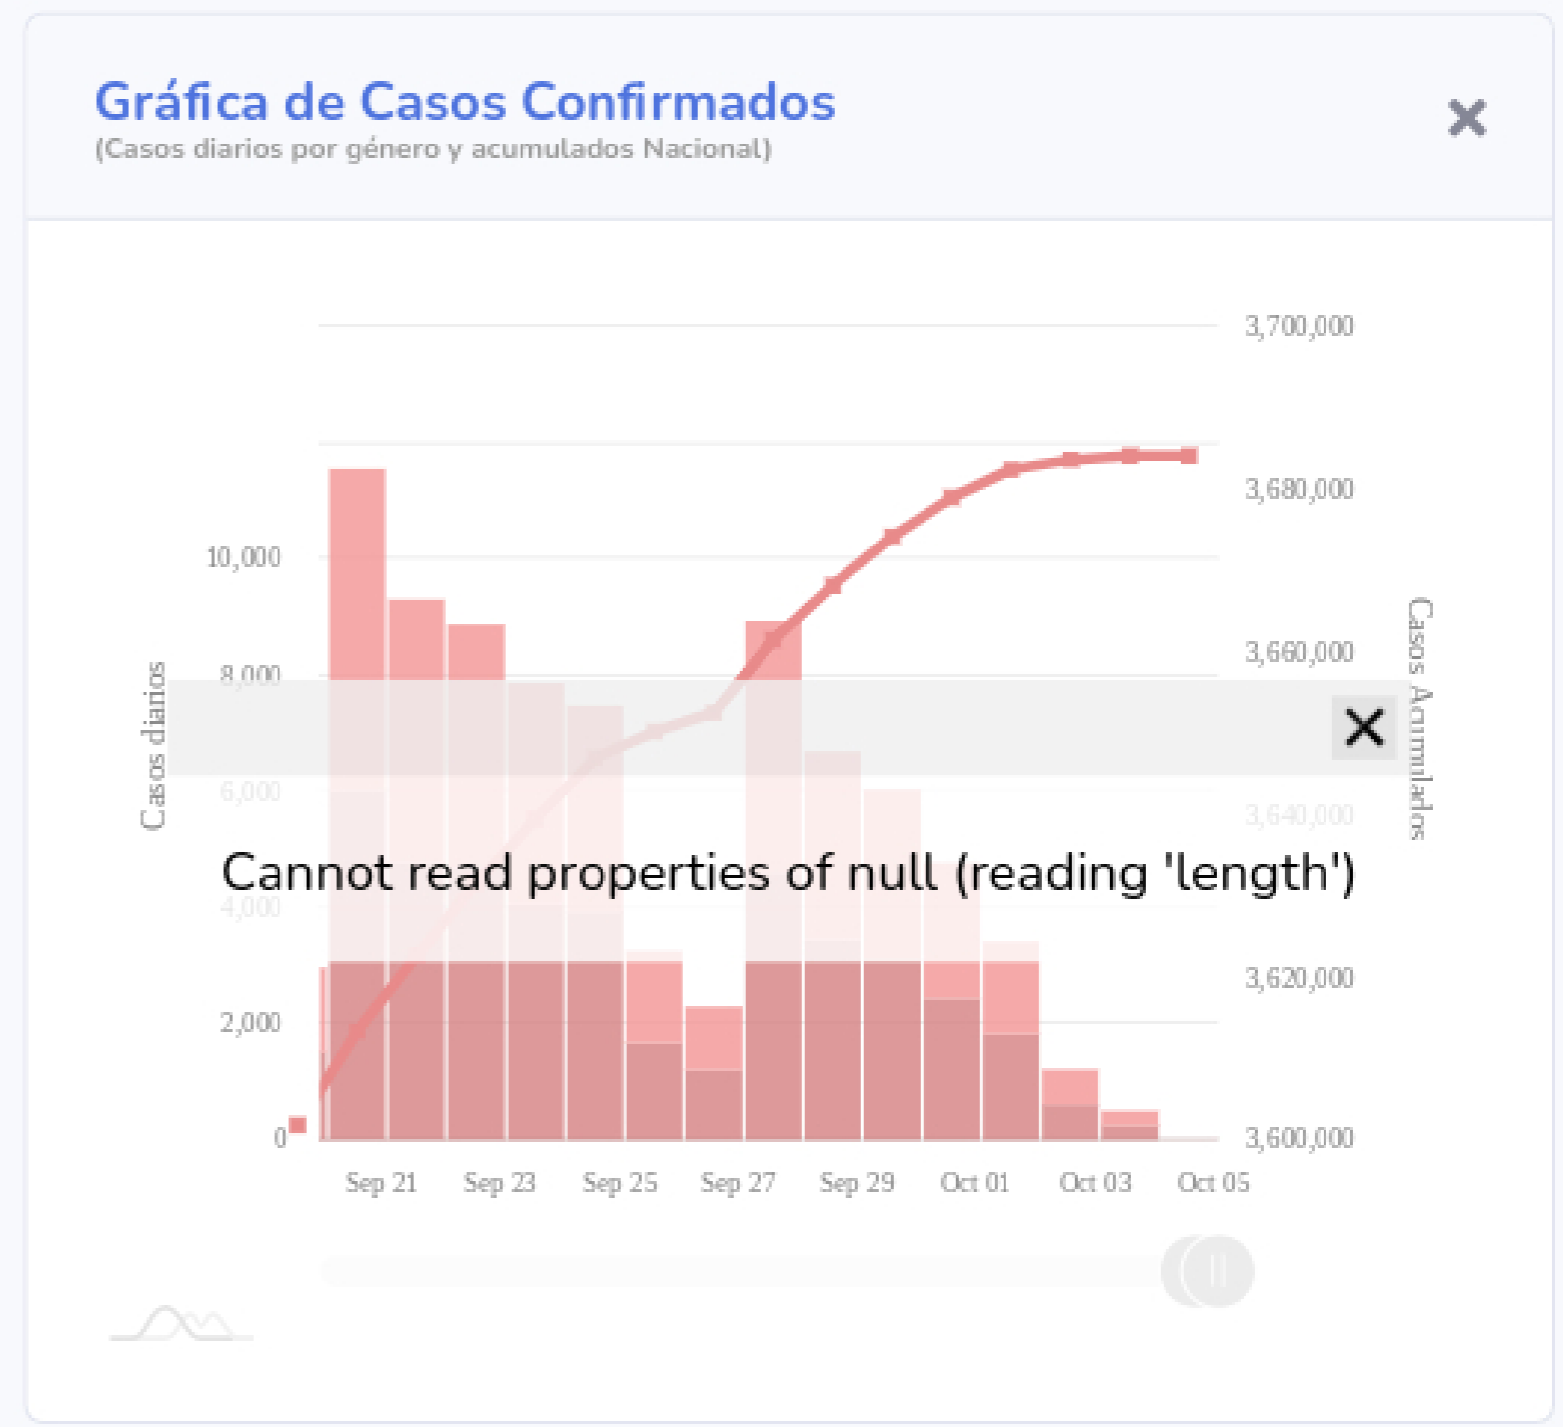 Gráfica de Casos Confirmados
(Casos diarios por género y acumulados Nacional)
3,700,000
3,680,000
3,660,000
3,640,000
3,620,000
3,600,000
10,000
8,000
6,000
4,000
2,000
0
Casos diarios
Casos Acumulados
Cannot read properties of null (reading 'length')
Sep 21
Sep 23
Sep 25
Sep 27
Sep 29
Oct 01
Oct 03
Oct 05